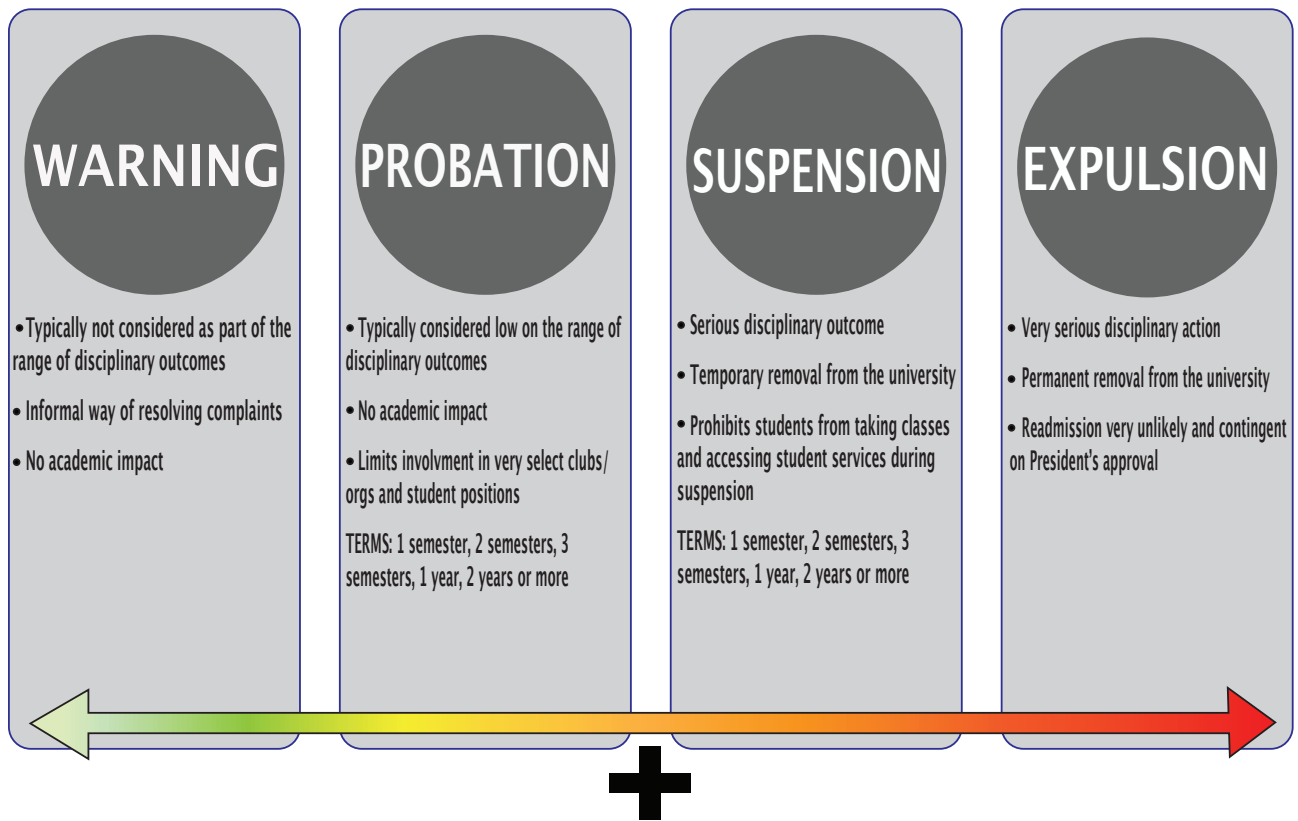 WARNING
•Typically not considered as part of the
range of disciplinary outcomes
• Informal way of resolving complaints
• No academic impact
PROBATION
• Typically considered low on the range of
disciplinary outcomes
• No academic impact
• Limits involvment in very select clubs/
orgs and student positions
TERMS: 1 semester, 2 semesters, 3
semesters, 1 year, 2 years or more
SUSPENSION
• Serious disciplinary outcome
• Temporary removal from the university
• Prohibits students from taking classes
and accessing student services during
suspension
TERMS: 1 semester, 2 semesters, 3
semesters, 1 year, 2 years or more
EXPULSION
• Very serious disciplinary action
• Permanent removal from the university
• Readmission very unlikely and contingent
on President's approval